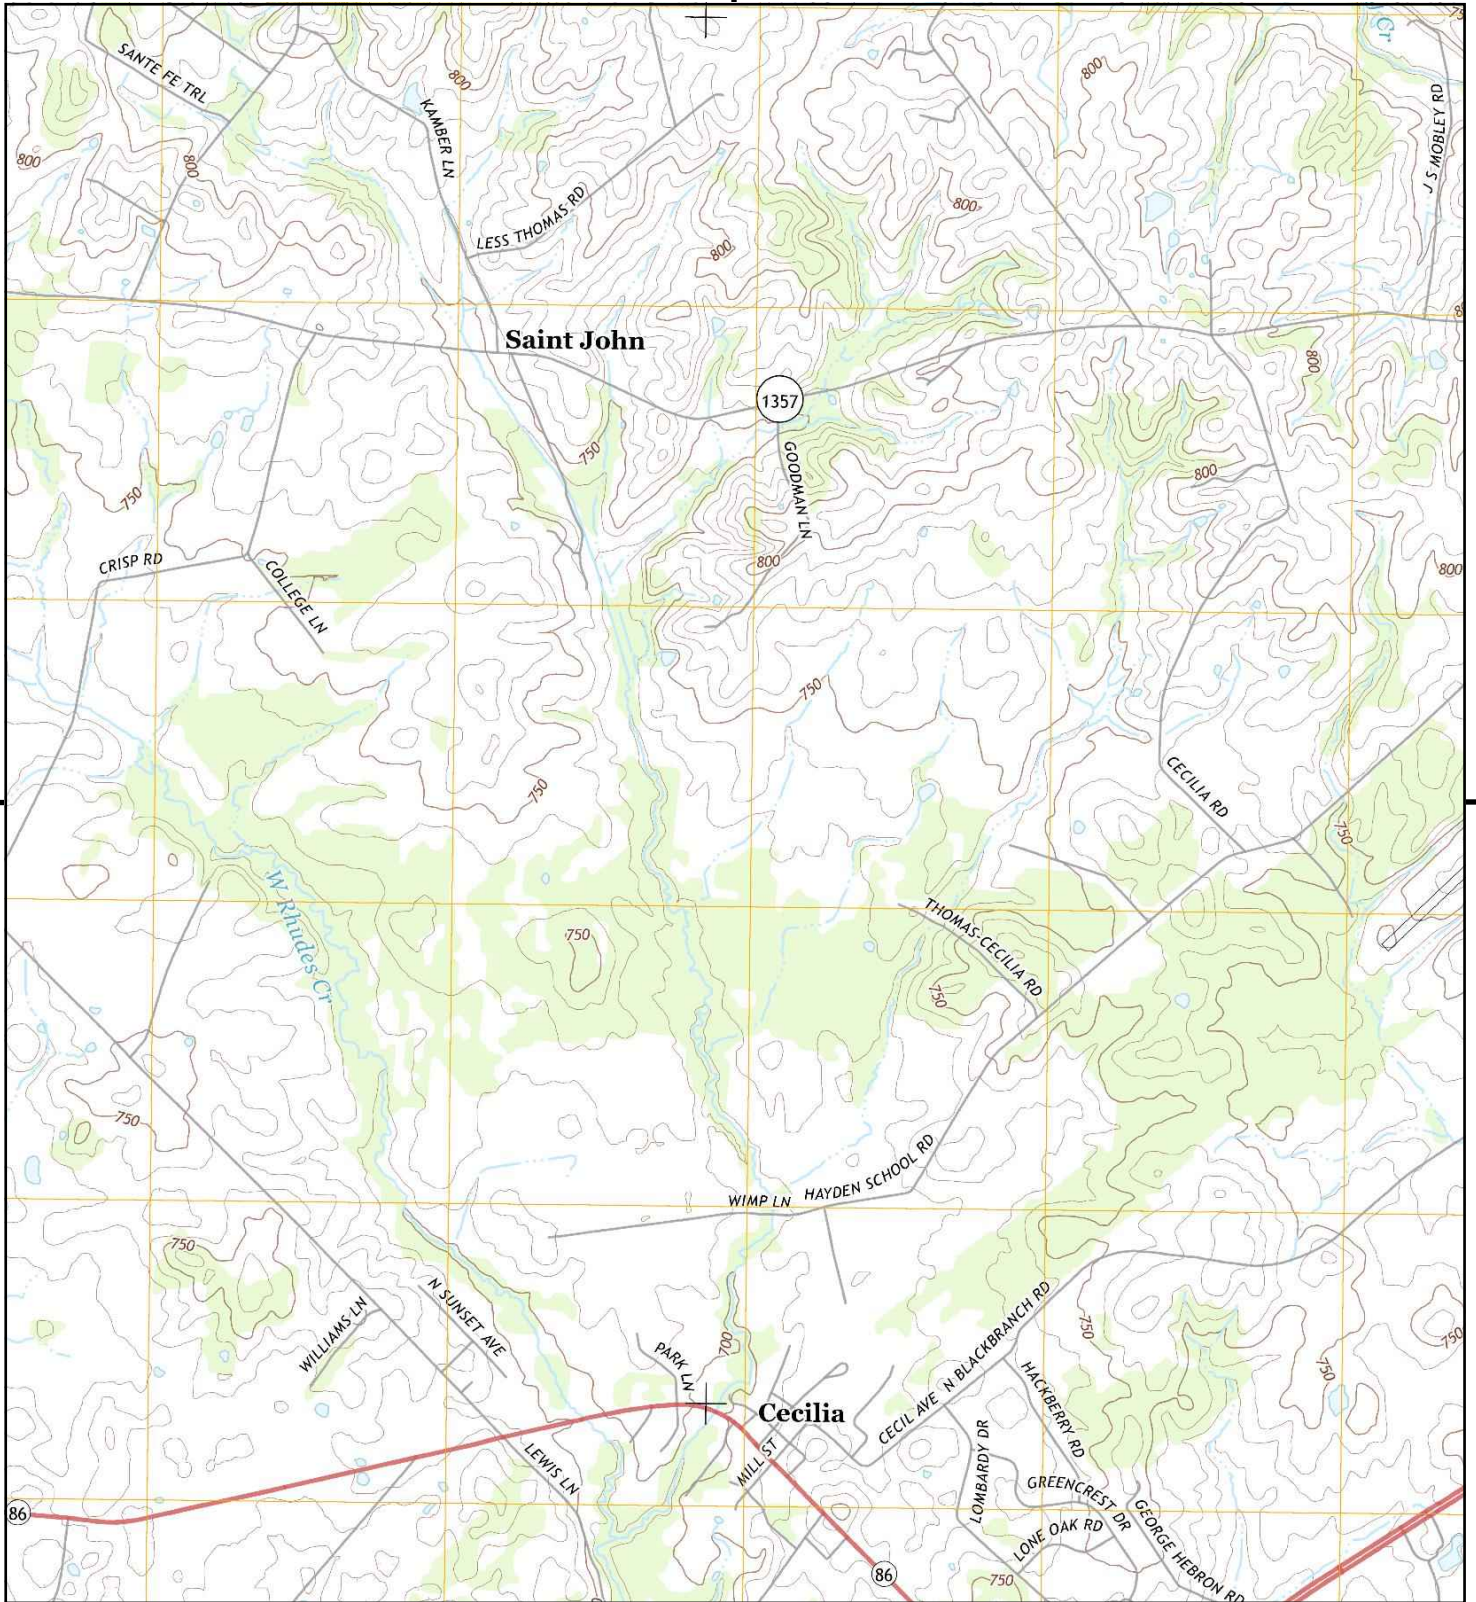 Cr
SANTE FE TRL
KAMBER LN
800
800
J S MOBLEY RD
800
800
LESS THOMAS RD
800
800
Saint John
800
1357
750
GOODMAN LN
800
750
CRISP RD
COLLEGE LN
800
800
750
750
CECILIA RD
750
W Rhudes Cr
THOMAS-CECILIA RD
750
750
750
HAYDEN SCHOOL RD
WIMP LN
750
N SUNSET AVE
WILLIAMS LN
PARK LN
700
N BLACKBRANCH RD
750
750
750
HACKBERRY RD
Cecilia
CECIL AVE
MILL ST
LOMBARDY DR
LEWIS LN
GREENCREST DR
86
LONE OAK RD
GEORGE HEBRON RD
86
750